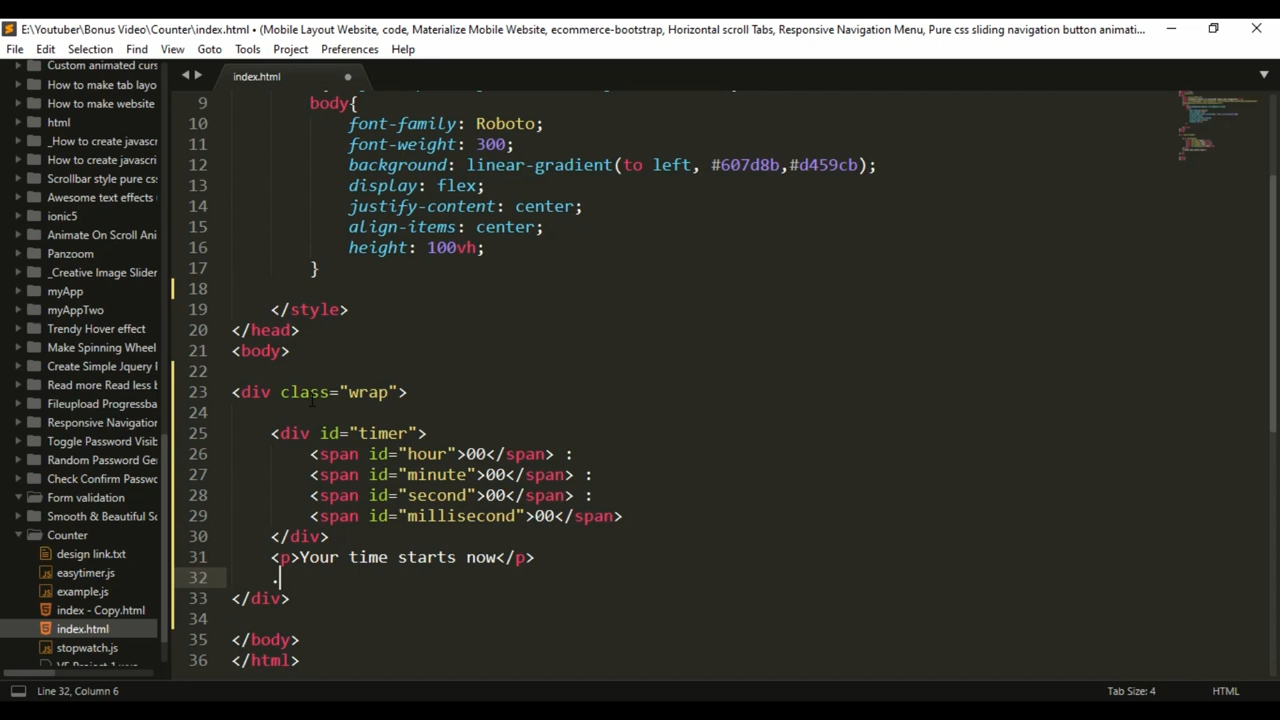 E:\Youtuber\Bonus Video\Counter\index.html • (Mobile Layout Website, code, Materialize Mobile Website, ecommerce-bootstrap, Horizontal scroll Tabs, Responsive Navigation Menu, Pure css sliding navigation button animati...
File Edit Selection Find View Goto Tools Project Preferences Help
index.html
Custom animated curs
How to make tab layo
How to make website
html
_How to create javasc
How to create javascri
Scrollbar style pure cs
Awesome text effects
ionic5
Animate On Scroll Ani
Panzoom
_Creative Image Slider
myApp
myAppTwo
Trendy Hover effect
Make Spinning Wheel
Create Simple Jquery
Read more Read less b
Fileupload Progressba
Responsive Navigation
Toggle Password Visib
Random Password Ge
Check Confirm Passwo
Form validation
Smooth & Beautiful Sc
Counter
design link.txt
easytimer.js
example.js
index - Copy.html
index.html
stopwatch.js
9 body{
10 font-family: Roboto;
11 font-weight: 300;
12 background: linear-gradient(to left, #607d8b,#d459cb);
13 display: flex;
14 justify-content: center;
15 align-items: center;
16 height: 100vh;
17 }
18
19 </style>
20 </head>
21 <body>
22
23 <div class="wrap">
24
25 <div id="timer">
26 <span id="hour">00</span> :
27 <span id="minute">00</span> :
28 <span id="second">00</span> :
29 <span id="millisecond">00</span>
30 </div>
31 <p>Your time starts now</p>
32 .
33 </div>
34
35 </body>
36 </html>
Line 32, Column 6
Tab Size: 4
HTML